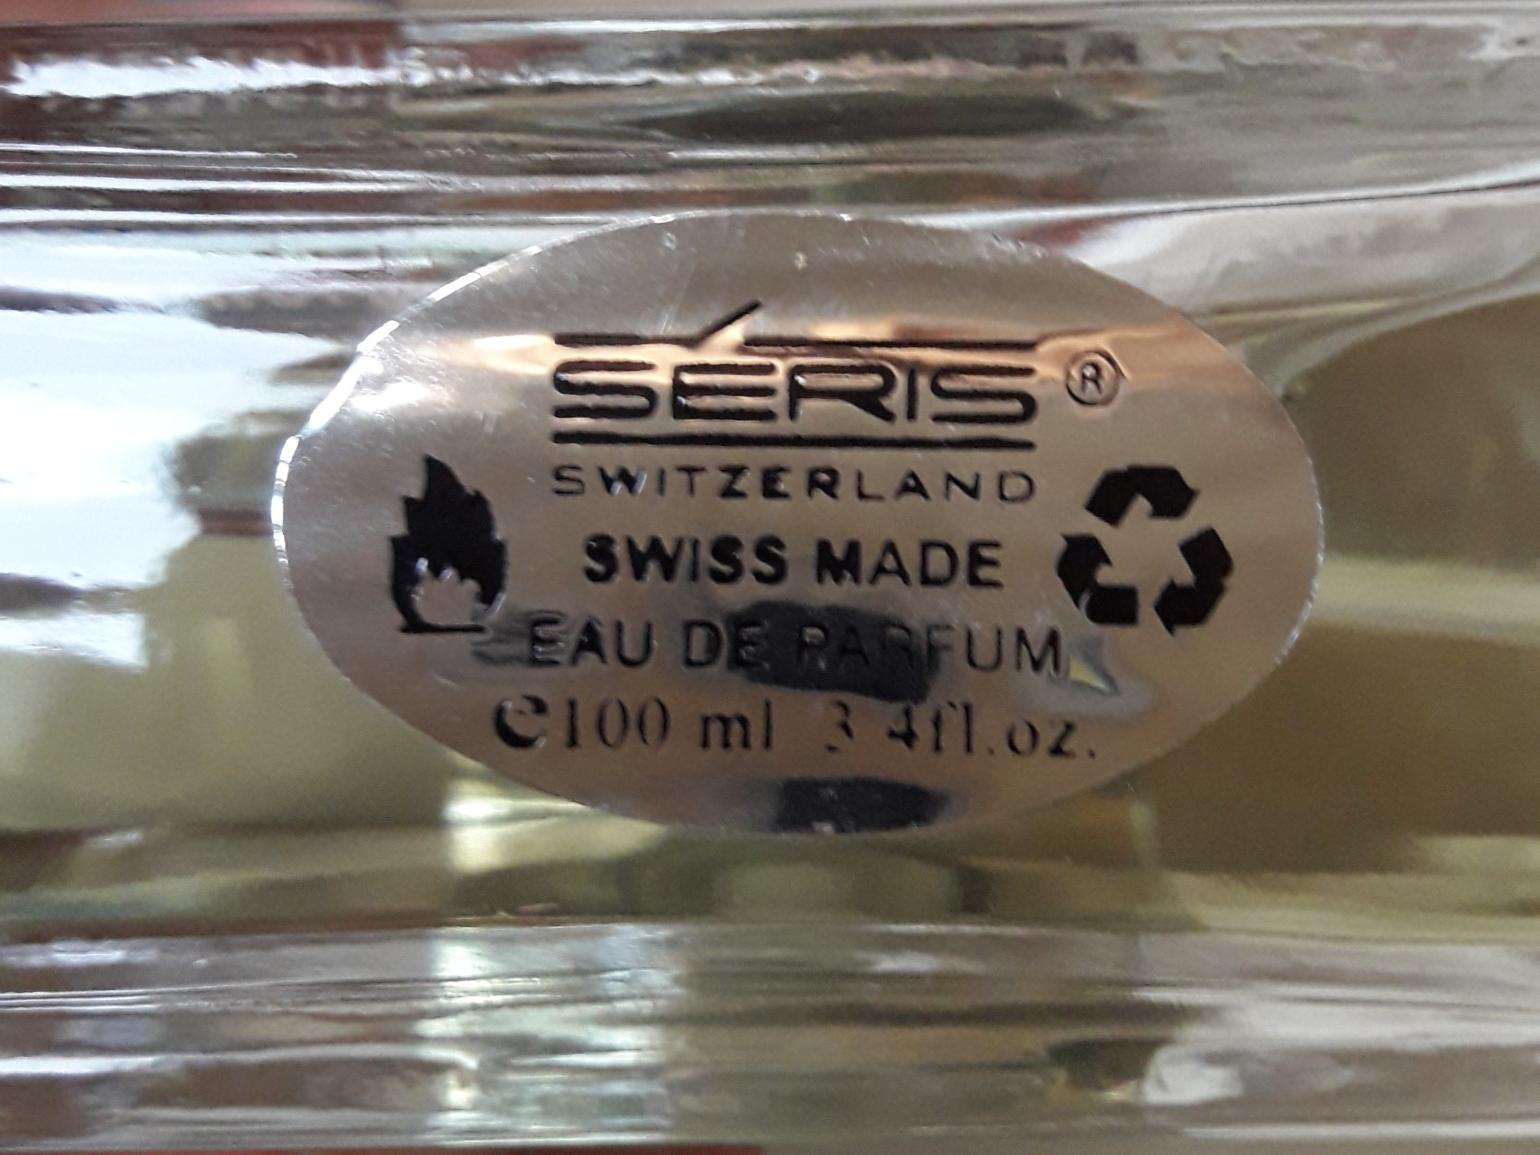 SÉRIS ®
SWITZERLAND
SWISS MADE
EAU DE PARFUM
℮100 ml 3 4fl.oz.